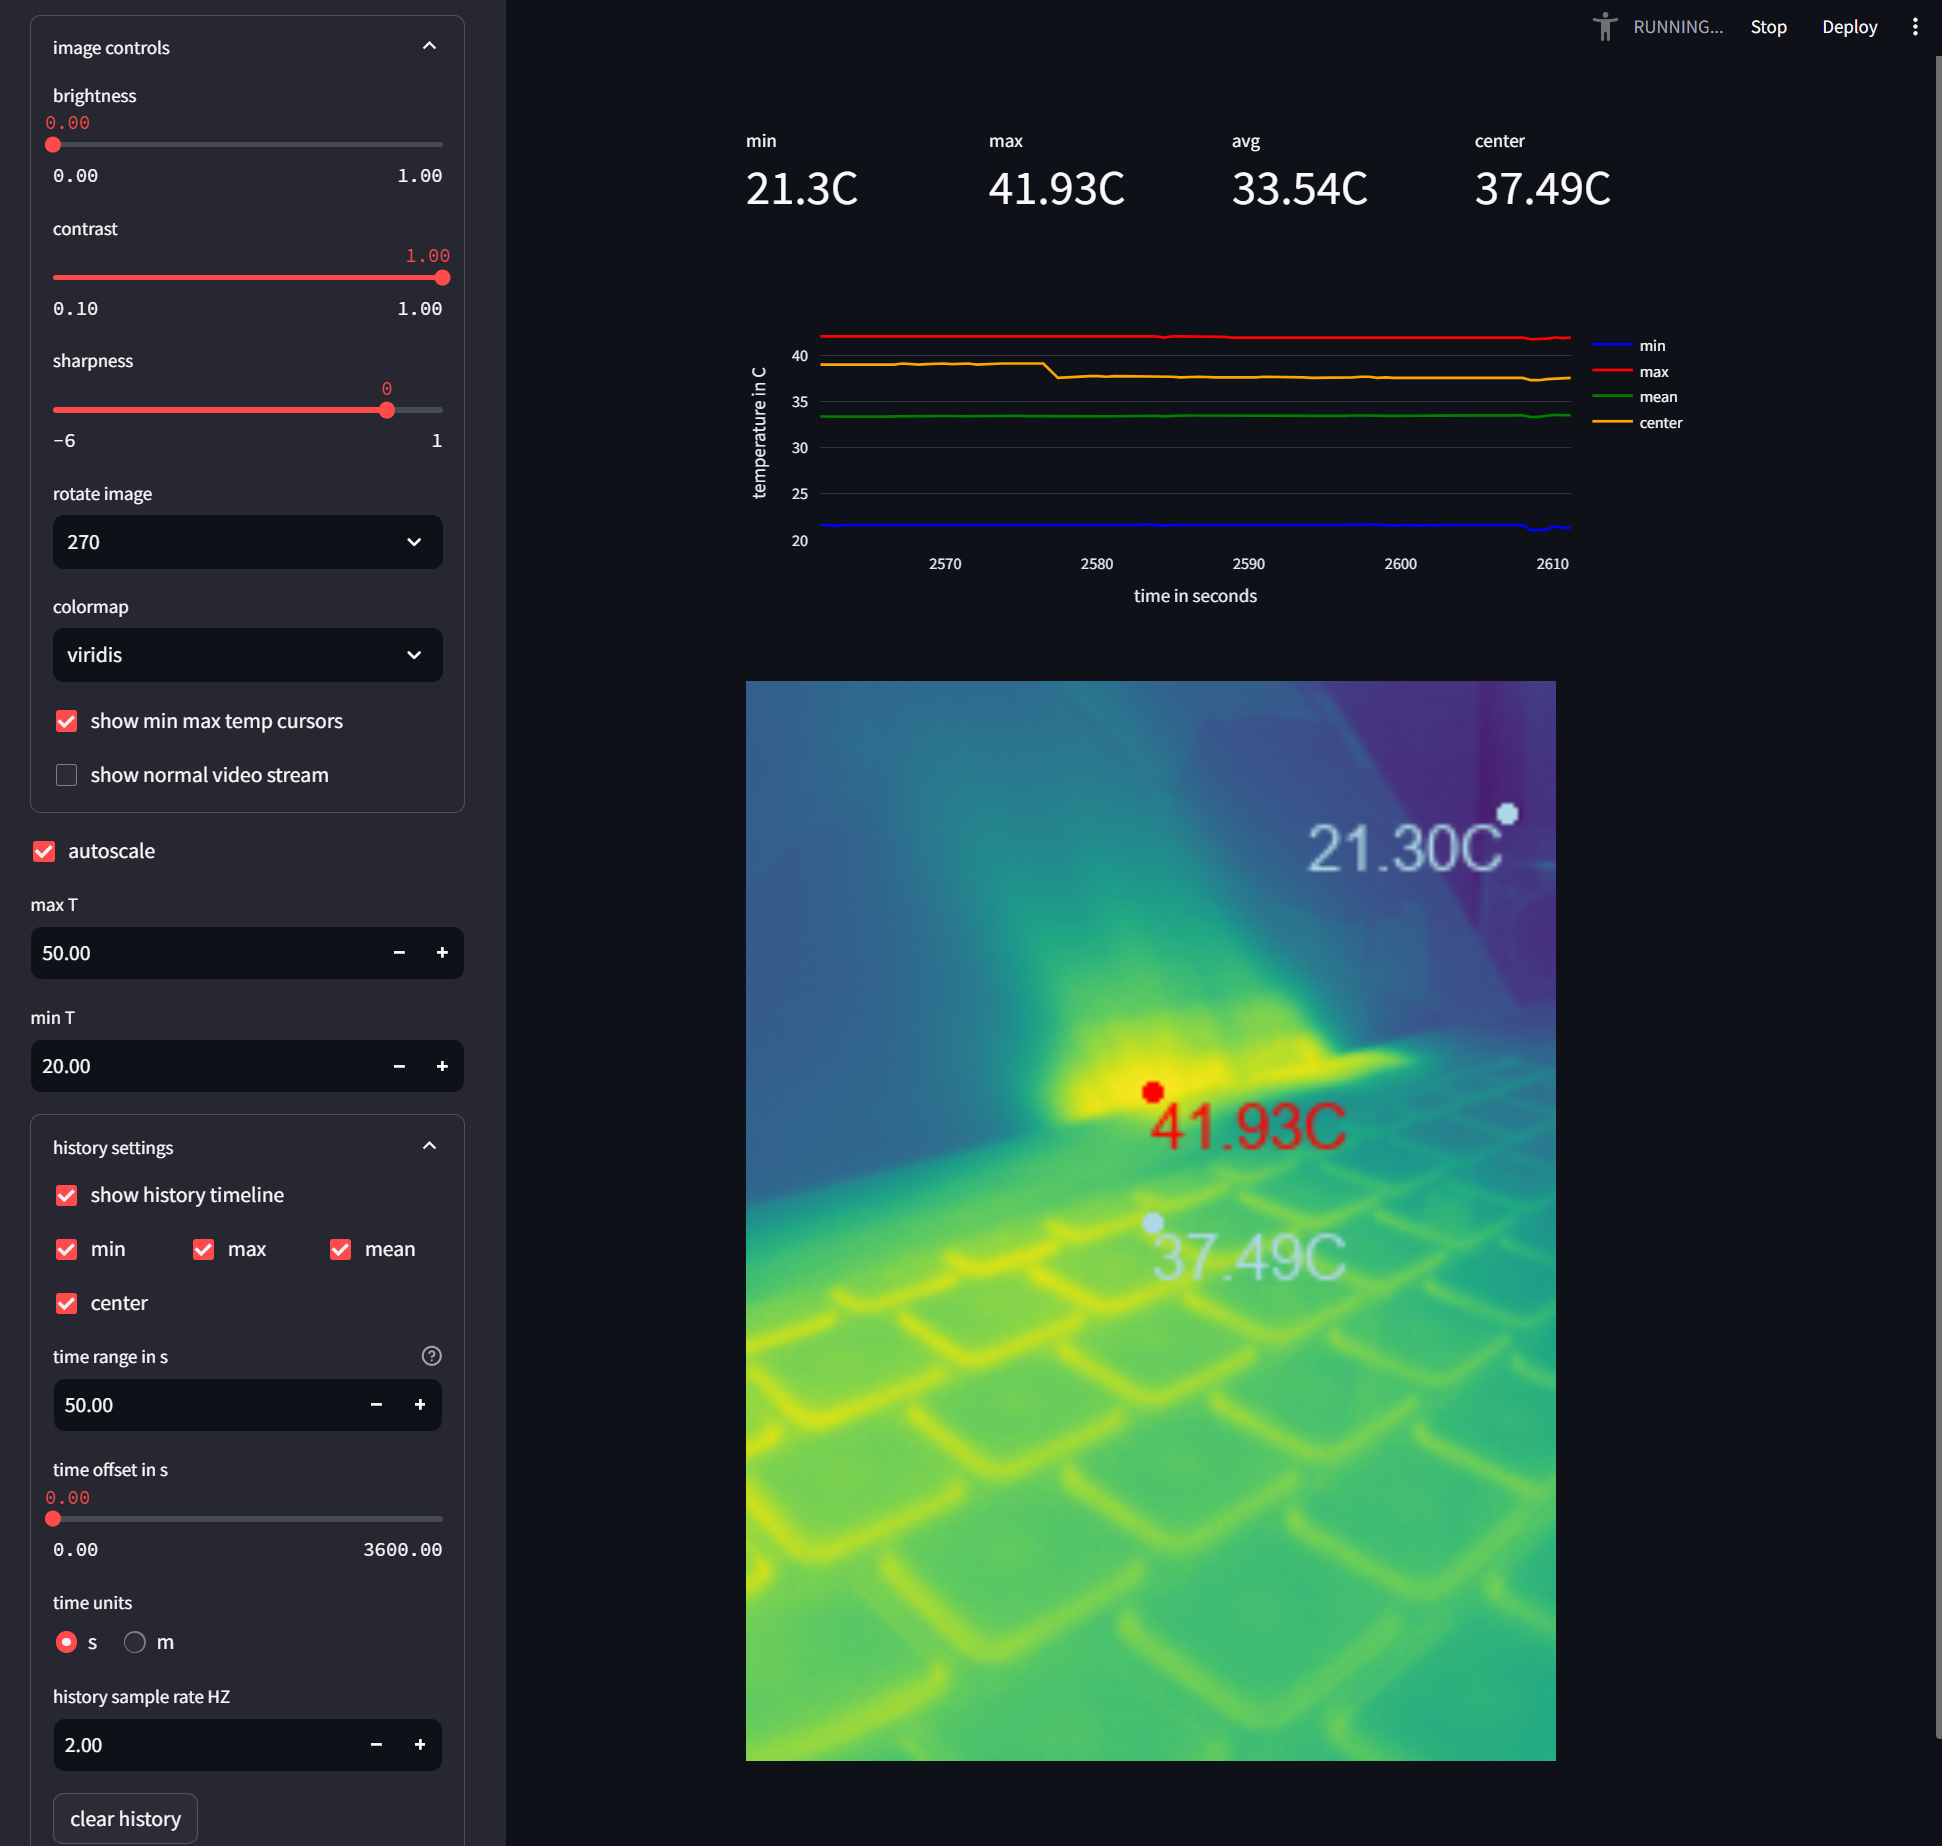 image controls
brightness
0.00
0.00 1.00
contrast
1.00
0.10 1.00
sharpness
0
-6 1
rotate image
270
colormap
viridis
show min max temp cursors
show normal video stream
autoscale
max T
50.00 − +
min T
20.00 − +
history settings
show history timeline
min max mean
center
time range in s
50.00 − +
time offset in s
0.00
0.00 3600.00
time units
s m
history sample rate HZ
2.00 − +
clear history
RUNNING... Stop Deploy
min max avg center
21.3C 41.93C 33.54C 37.49C
temperature in C
40
35
30
25
20
2570 2580 2590 2600 2610
time in seconds
min
max
mean
center
21.30C
41.93C
37.49C